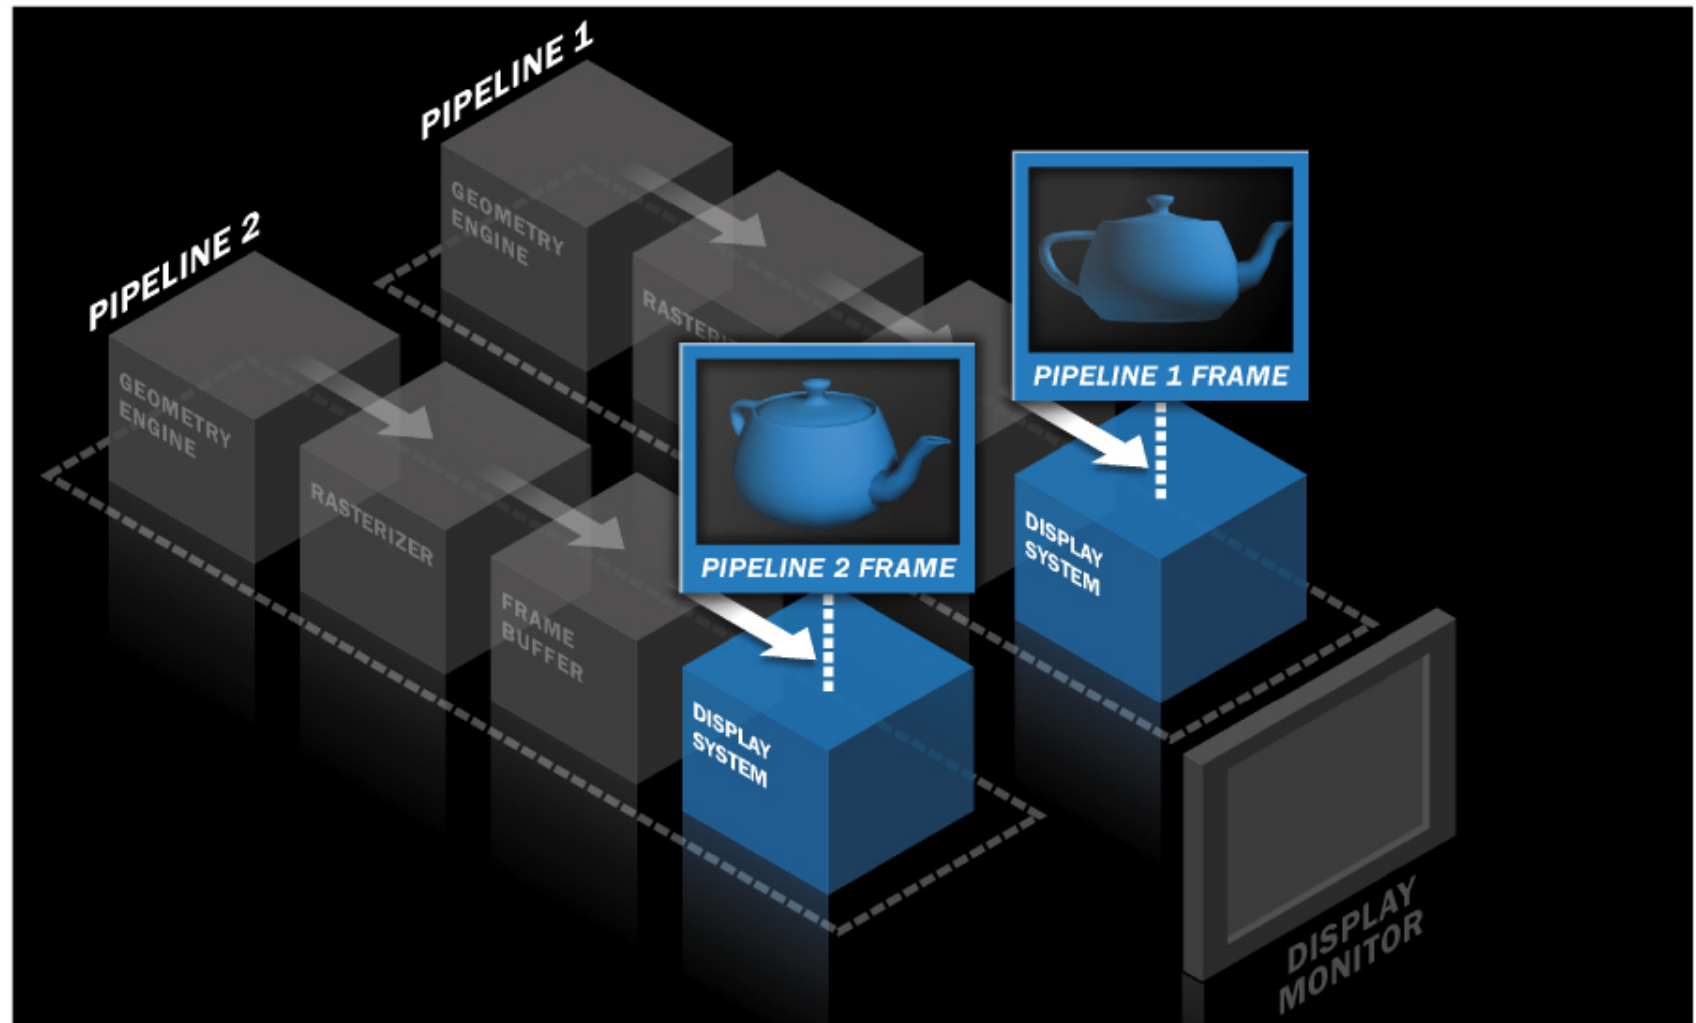 PIPELINE 1
GEOMETRY
ENGINE
PIPELINE 1 FRAME
DISPLAY
SYSTEM
PIPELINE 2
GEOMETRY
ENGINE
RASTERIZER
FRAME
BUFFER
PIPELINE 2 FRAME
DISPLAY
SYSTEM
DISPLAY
MONITOR